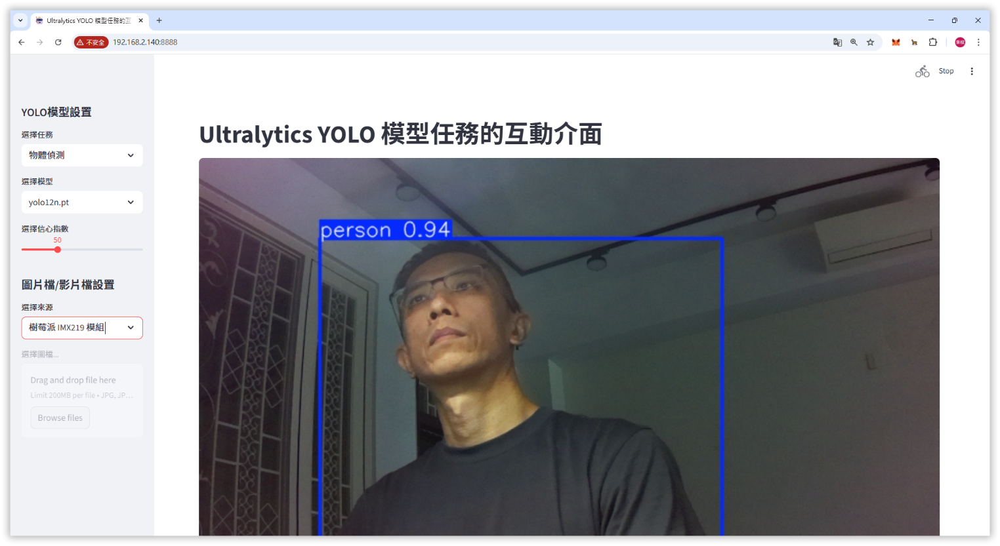 Ultralytics YOLO 模型任務的互
不安全
192.168.2.140:8888
Stop
YOLO模型設置
選擇任務
物體偵測
選擇模型
yolo12n.pt
選擇信心指數
50
圖片檔/影片檔設置
選擇來源
樹莓派 IMX219 模組
選擇圖檔...
Drag and drop file here
Limit 200MB per file • JPG, JP...
Browse files
Ultralytics YOLO 模型任務的互動介面
person 0.94